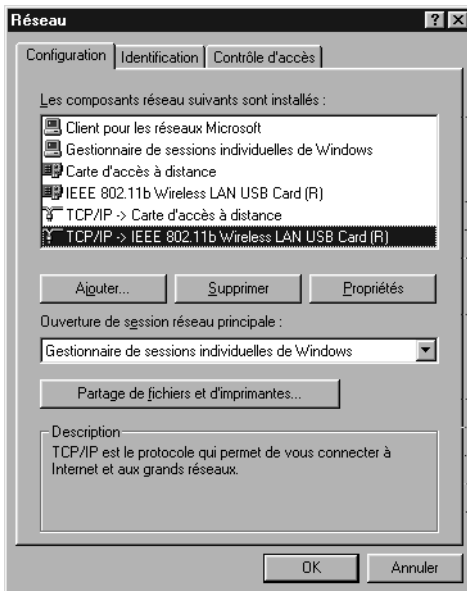 Réseau
Configuration Identification Contrôle d'accès
Les composants réseau suivants sont installés :
Client pour les réseaux Microsoft
Gestionnaire de sessions individuelles de Windows
Carte d'accès à distance
IEEE 802.11b Wireless LAN USB Card (R)
TCP/IP -> Carte d'accès à distance
TCP/IP -> IEEE 802.11b Wireless LAN USB Card (R)
Ajouter... Supprimer Propriétés
Ouverture de session réseau principale :
Gestionnaire de sessions individuelles de Windows
Partage de fichiers et d'imprimantes...
Description
TCP/IP est le protocole qui permet de vous connecter à
Internet et aux grands réseaux.
OK Annuler